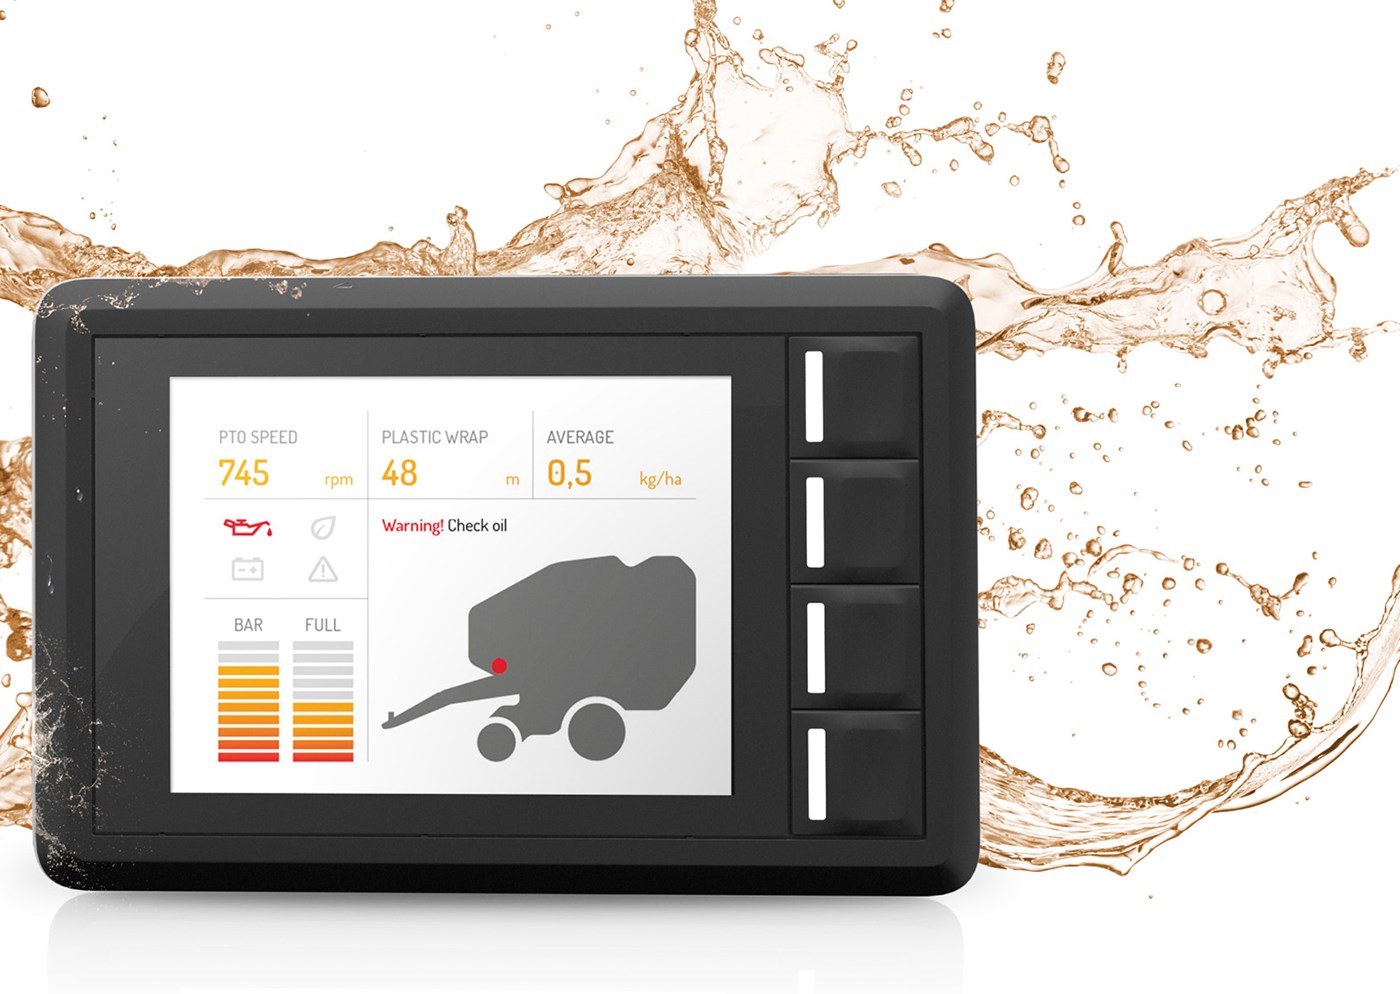 PTO SPEED
745 rpm
PLASTIC WRAP
48 m
AVERAGE
0,5 kg/ha
Warning! Check oil
BAR
FULL